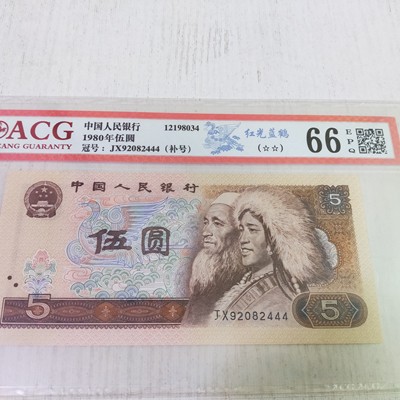 ACG
CANG GUARANTY
中国人民银行
1980年伍圆
冠号：JX92082444（补号）
12198034
红光蓝鹤
（☆☆）
66 EPQ
中国人民银行
5
伍圆
5
5
JX92082444